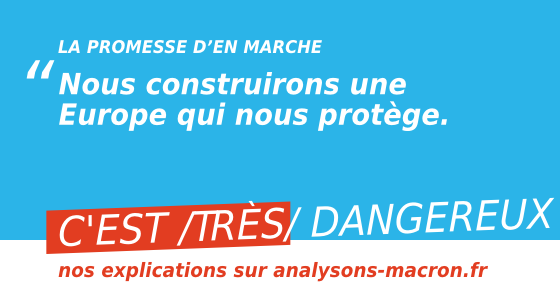 LA PROMESSE D’EN MARCHE
“ Nous construirons une
Europe qui nous protège.
C'EST /TRÈS/ DANGEREUX
nos explications sur analysons-macron.fr